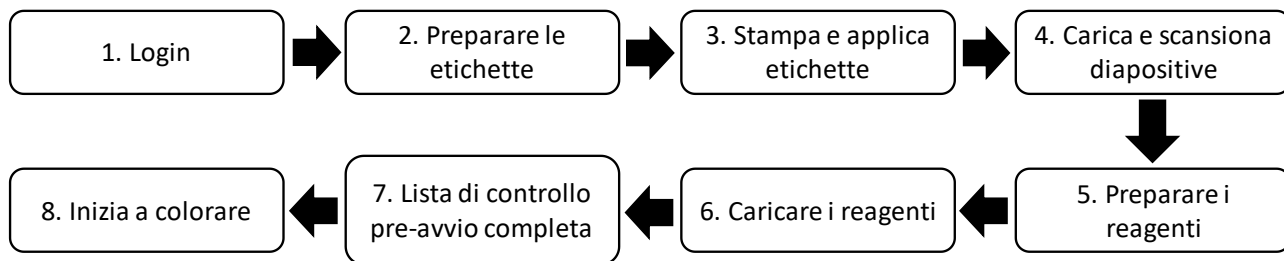 1. Login
2. Preparare le
etichette
3. Stampa e applica
etichette
4. Carica e scansiona
diapositive
5. Preparare i
reagenti
6. Caricare i reagenti
7. Lista di controllo
pre-avvio completa
8. Inizia a colorare